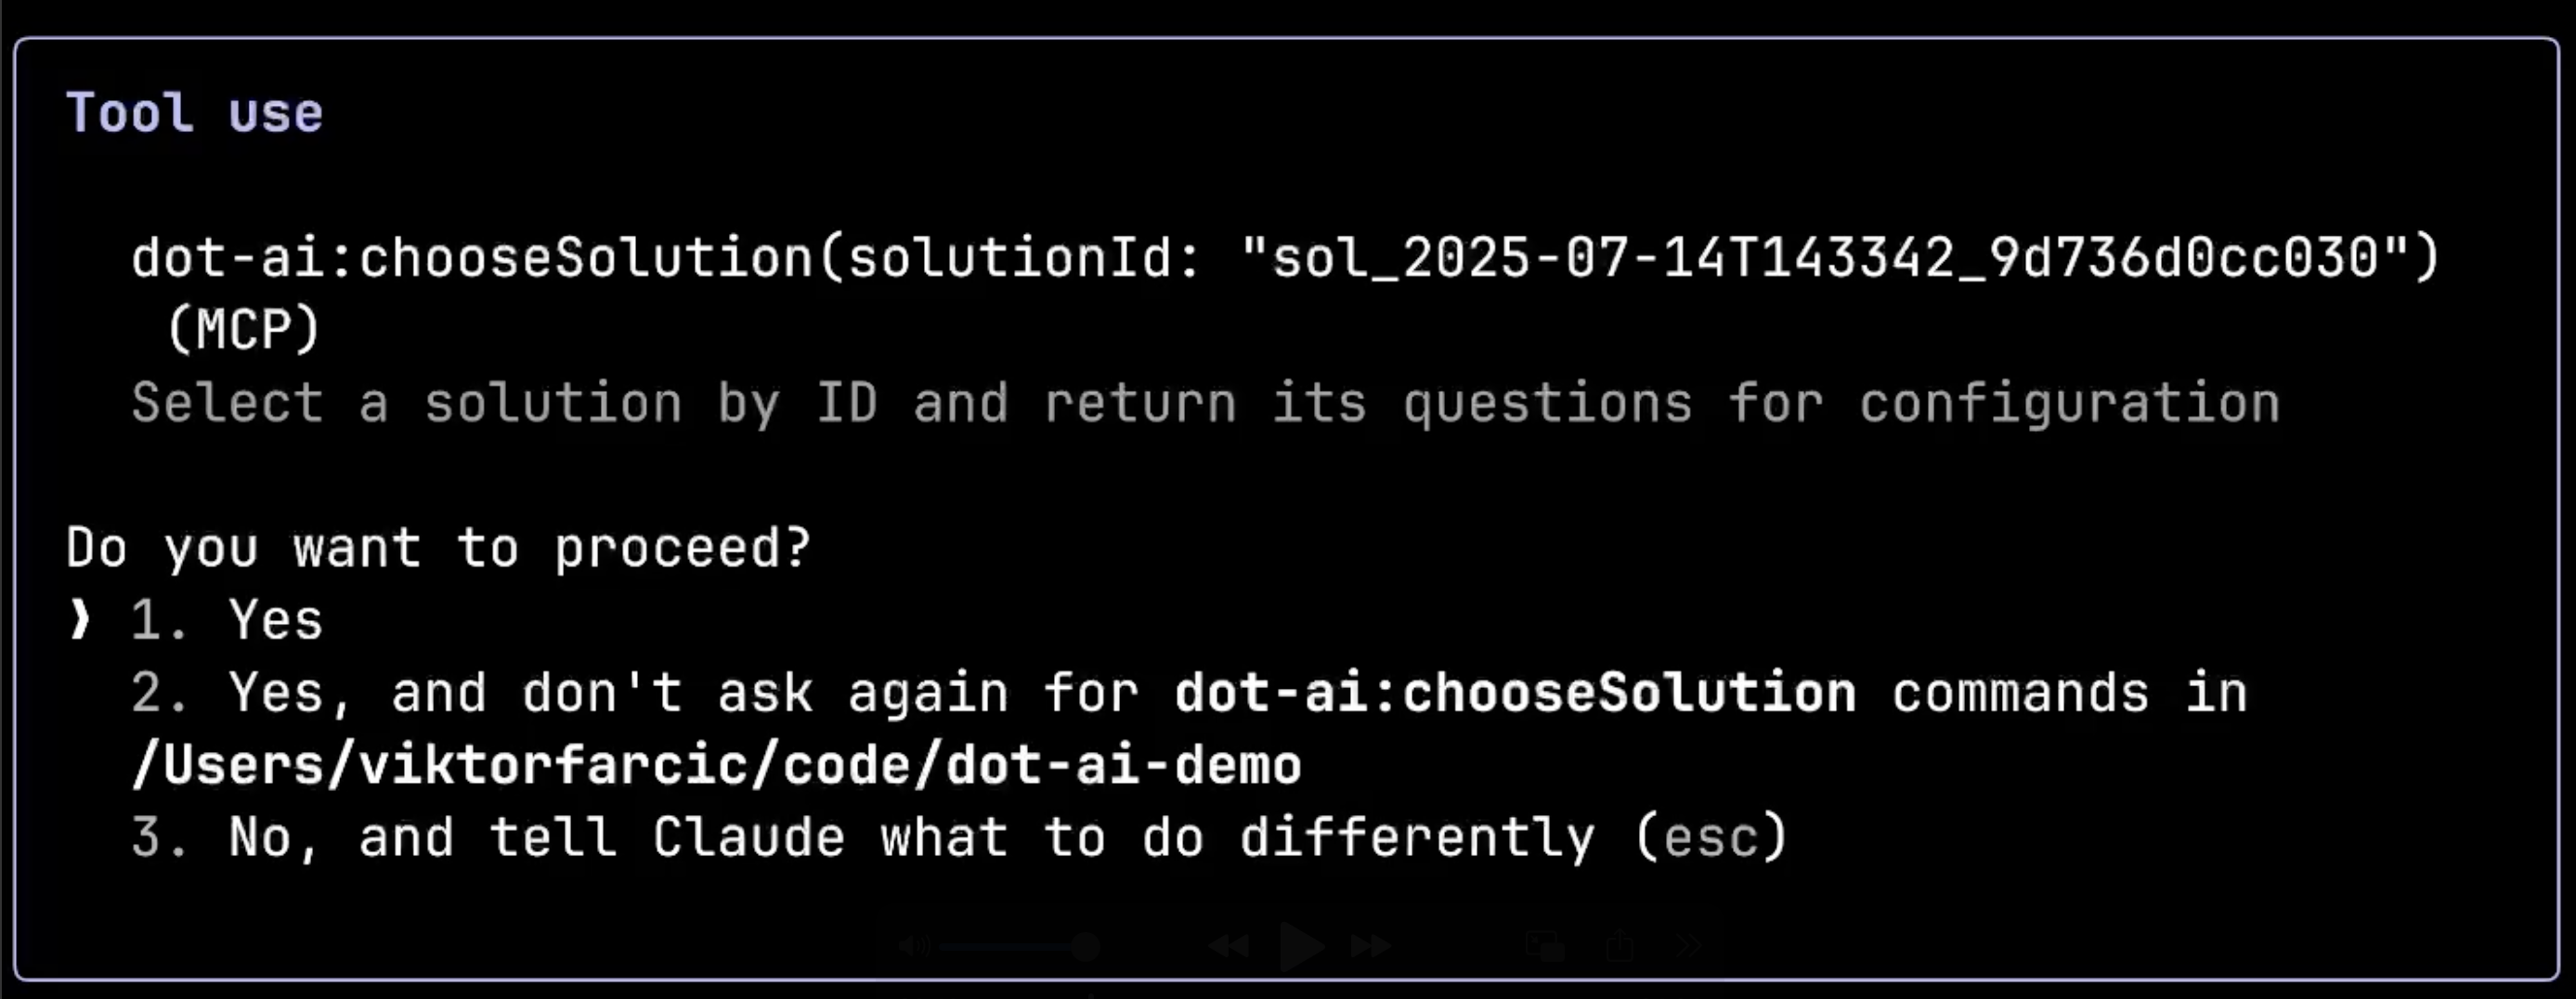 Tool use
dot-ai:chooseSolution(solutionId: "sol_2025-07-14T143342_9d736d0cc030")
(MCP)
Select a solution by ID and return its questions for configuration
Do you want to proceed?
❯ 1. Yes
2. Yes, and don't ask again for dot-ai:chooseSolution commands in
/Users/viktorfarcic/code/dot-ai-demo
3. No, and tell Claude what to do differently (esc)